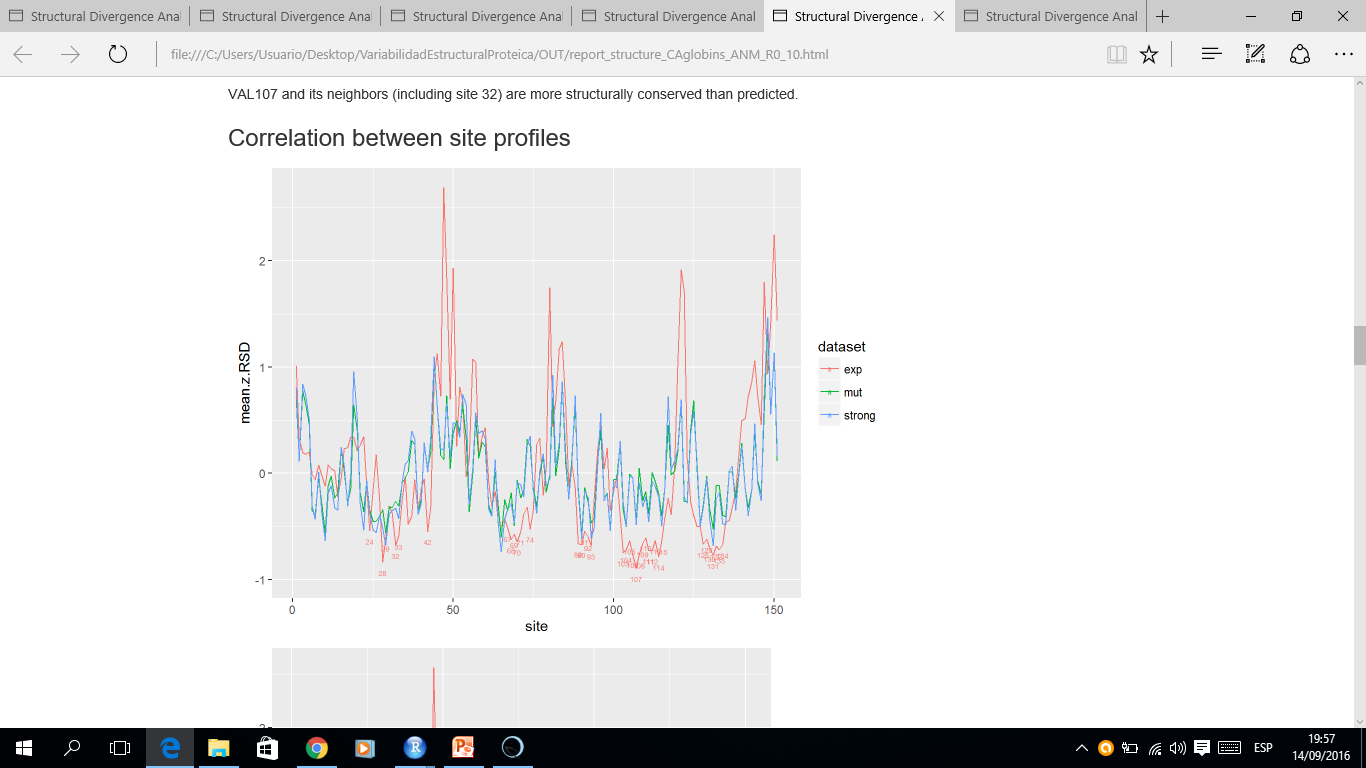 Structural Divergence Anal
Structural Divergence Anal
Structural Divergence Anal
Structural Divergence Anal
Structural Divergence A
Structural Divergence Anal
file:///C:/Users/Usuario/Desktop/VariabilidadEstructuralProteica/OUT/report_structure_CAglobins_ANM_R0_10.html
VAL107 and its neighbors (including site 32) are more structurally conserved than predicted.
Correlation between site profiles
2
1
0
-1
mean.z.RSD
24
28
32
33
42
74
93
107
114
131
0 50 100 150
site
dataset
exp
mut
strong
ESP
19:57
14/09/2016